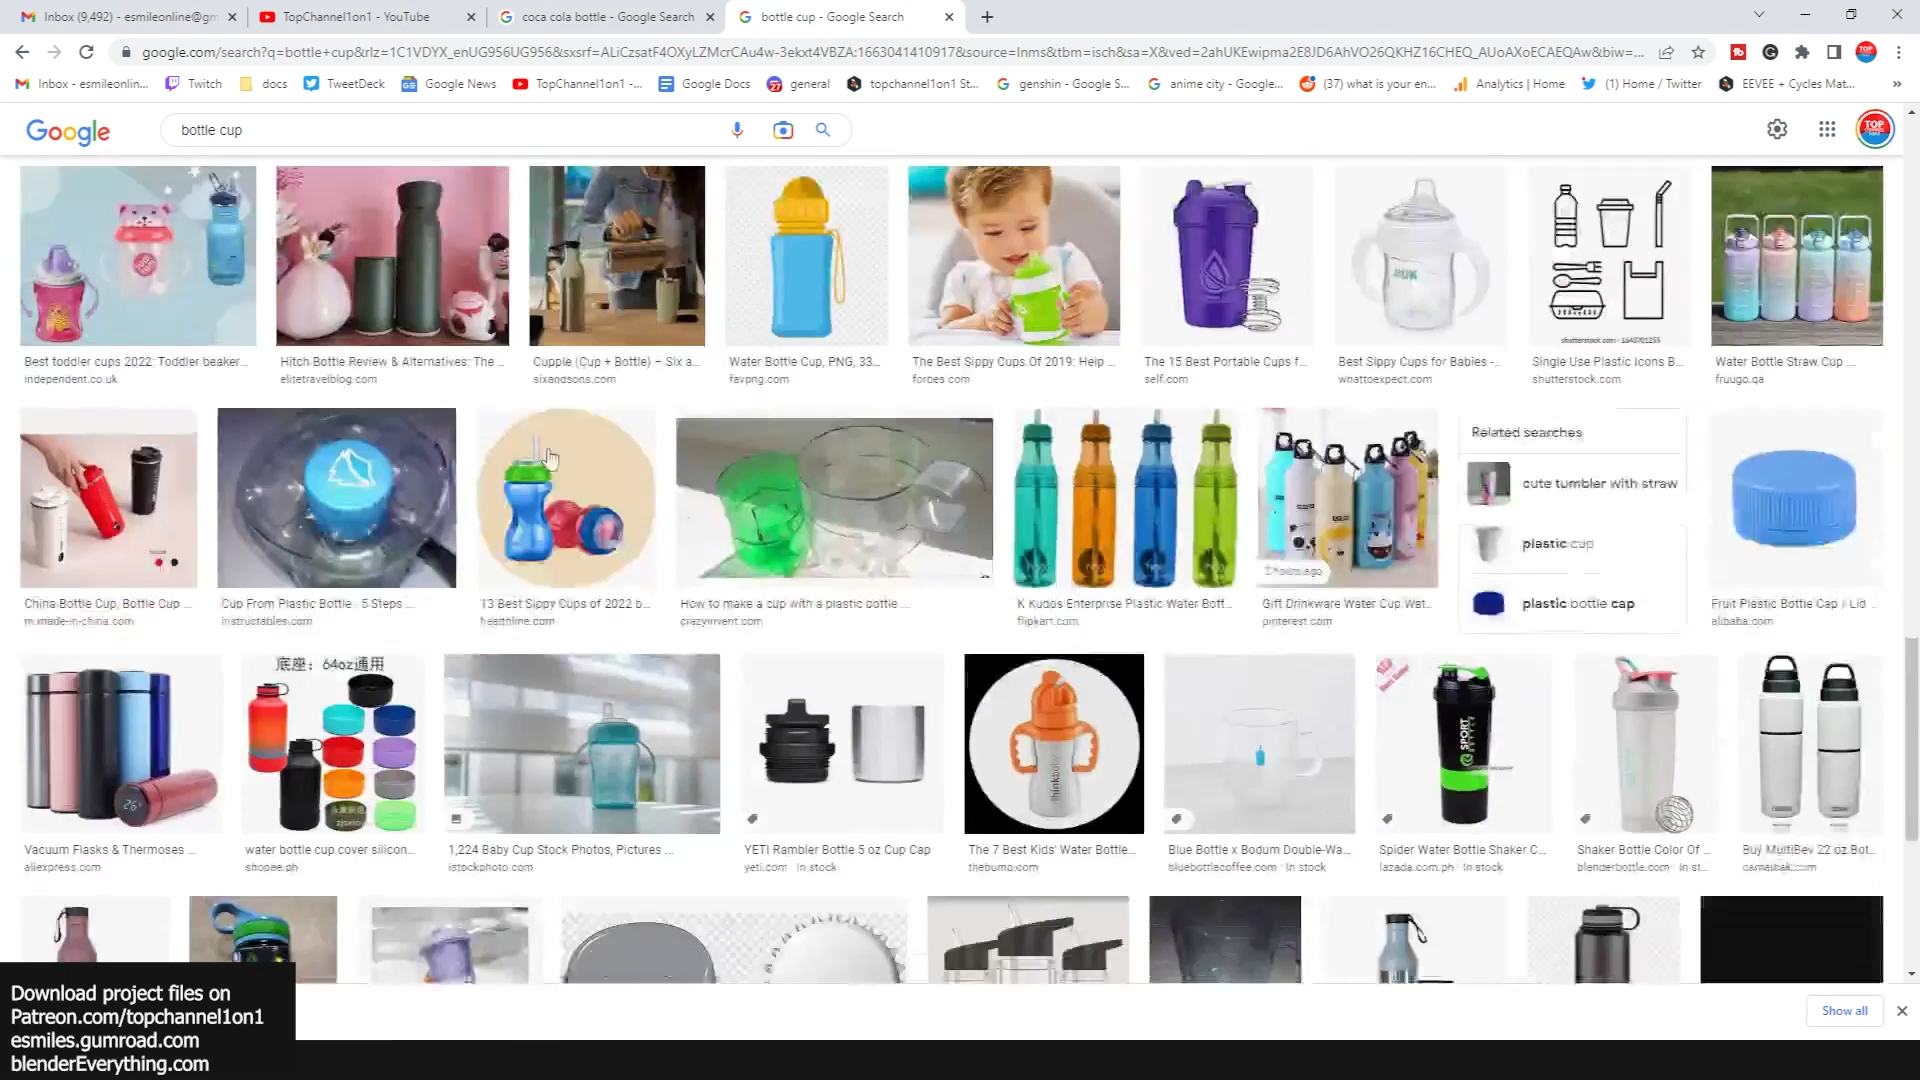 Inbox (9,492) - esmileonline@gm
TopChannel1on1 - YouTube
coca cola bottle - Google Search
bottle cup - Google Search
google.com/search?q=bottle+cup&rlz=1C1VDYX_enUG956UG956&sxsrf=ALiCzsatF4OXyLZMcrCAu4w-3ekxt4VBZA:1663041410917&source=lnms&tbm=isch&sa=X&ved=2ahUKEwipma2E8JD6AhVO26QKHZ16CHEQ_AUoAXoECAEQAw&biw=...
Inbox - esmileonlin...
Twitch
docs
TweetDeck
Google News
TopChannel1on1 -...
Google Docs
general
topchannel1on1 St...
genshin - Google S...
anime city - Google...
(37) what is your en...
Analytics | Home
(1) Home / Twitter
EEVEE + Cycles Mat...
Google
bottle cup
TOP
shutterstock.com · 1643701255
Best toddler cups 2022: Toddler beaker...
independent.co.uk
Hitch Bottle Review & Alternatives: The ...
elitetravelblog.com
Cupple (Cup + Bottle) – Six a...
sixandsons.com
Water Bottle Cup, PNG, 33...
favpng.com
The Best Sippy Cups Of 2019: Help ...
forbes.com
The 15 Best Portable Cups f...
self.com
Best Sippy Cups for Babies -...
whattoexpect.com
Single Use Plastic Icons B...
shutterstock.com
Water Bottle Straw Cup ...
fruugo.qa
Related searches
cute tumbler with straw
plastic cup
plastic bottle cap
China Bottle Cup, Bottle Cup ...
m.made-in-china.com
Cup From Plastic Bottle : 5 Steps ...
instructables.com
13 Best Sippy Cups of 2022 b...
healthline.com
How to make a cup with a plastic bottle ...
crazyinvent.com
K Kudos Enterprise Plastic Water Bott...
flipkart.com
Gift Drinkware Water Cup Wat...
pinterest.com
Fruit Plastic Bottle Cap / Lid ...
alibaba.com
底座：64oz通用
26°
thinkbaby
SPORT
Vacuum Flasks & Thermoses ...
aliexpress.com
water bottle cup cover silicon...
shopee.ph
1,224 Baby Cup Stock Photos, Pictures ...
istockphoto.com
YETI Rambler Bottle 5 oz Cup Cap
yeti.com · In stock
The 7 Best Kids' Water Bottle...
thebump.com
Blue Bottle x Bodum Double-Wa...
bluebottlecoffee.com · In stock
Spider Water Bottle Shaker C...
lazada.com.ph · In stock
Shaker Bottle Color Of ...
blenderbottle.com · In st...
Buy MultiBev 22 oz Bot...
camelbak.com
Download project files on
Patreon.com/topchannel1on1
esmiles.gumroad.com
blenderEverything.com
Show all